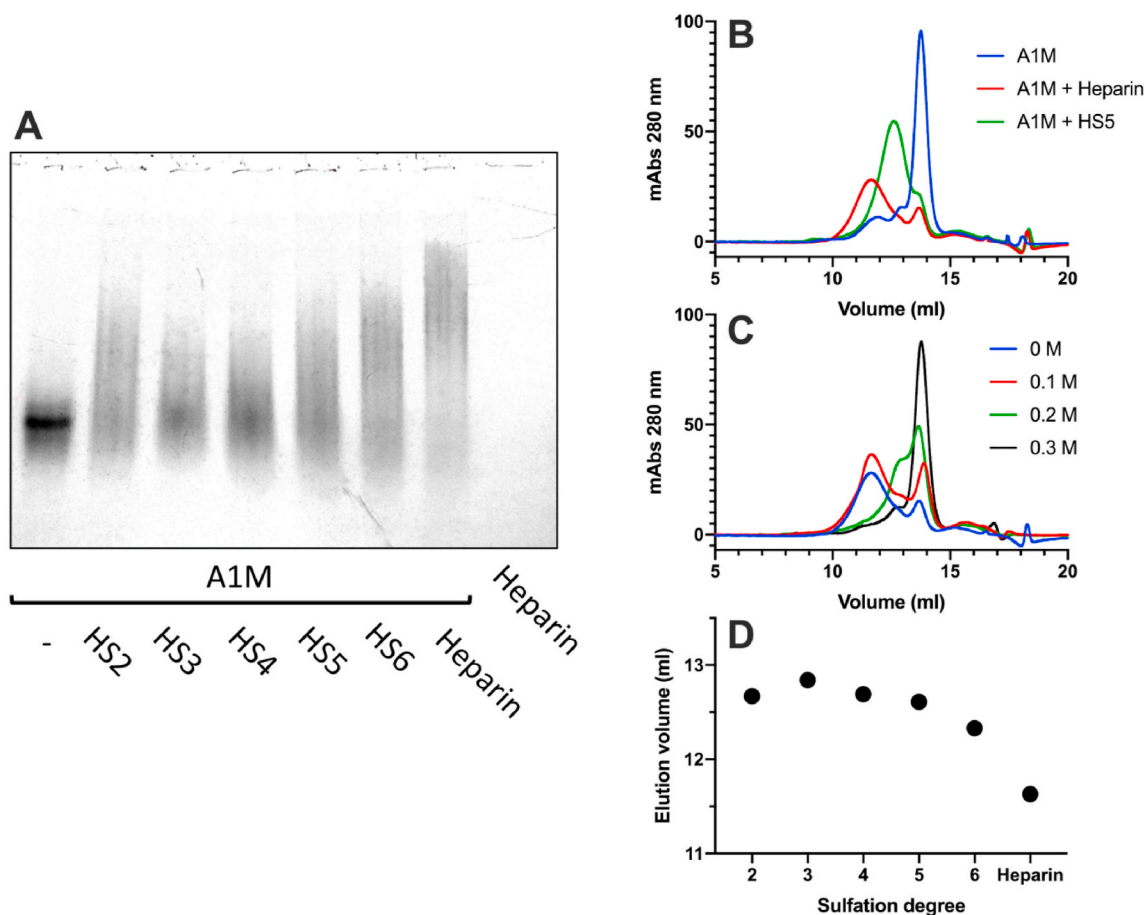 A
A1M
-
HS2
HS3
HS4
HS5
HS6
Heparin
Heparin
B
100
50
0
mAbs 280 nm
A1M
A1M + Heparin
A1M + HS5
5
10
15
20
Volume (ml)
C
100
50
0
mAbs 280 nm
0 M
0.1 M
0.2 M
0.3 M
5
10
15
20
Volume (ml)
D
13
12
11
Elution volume (ml)
2
3
4
5
6
Heparin
Sulfation degree